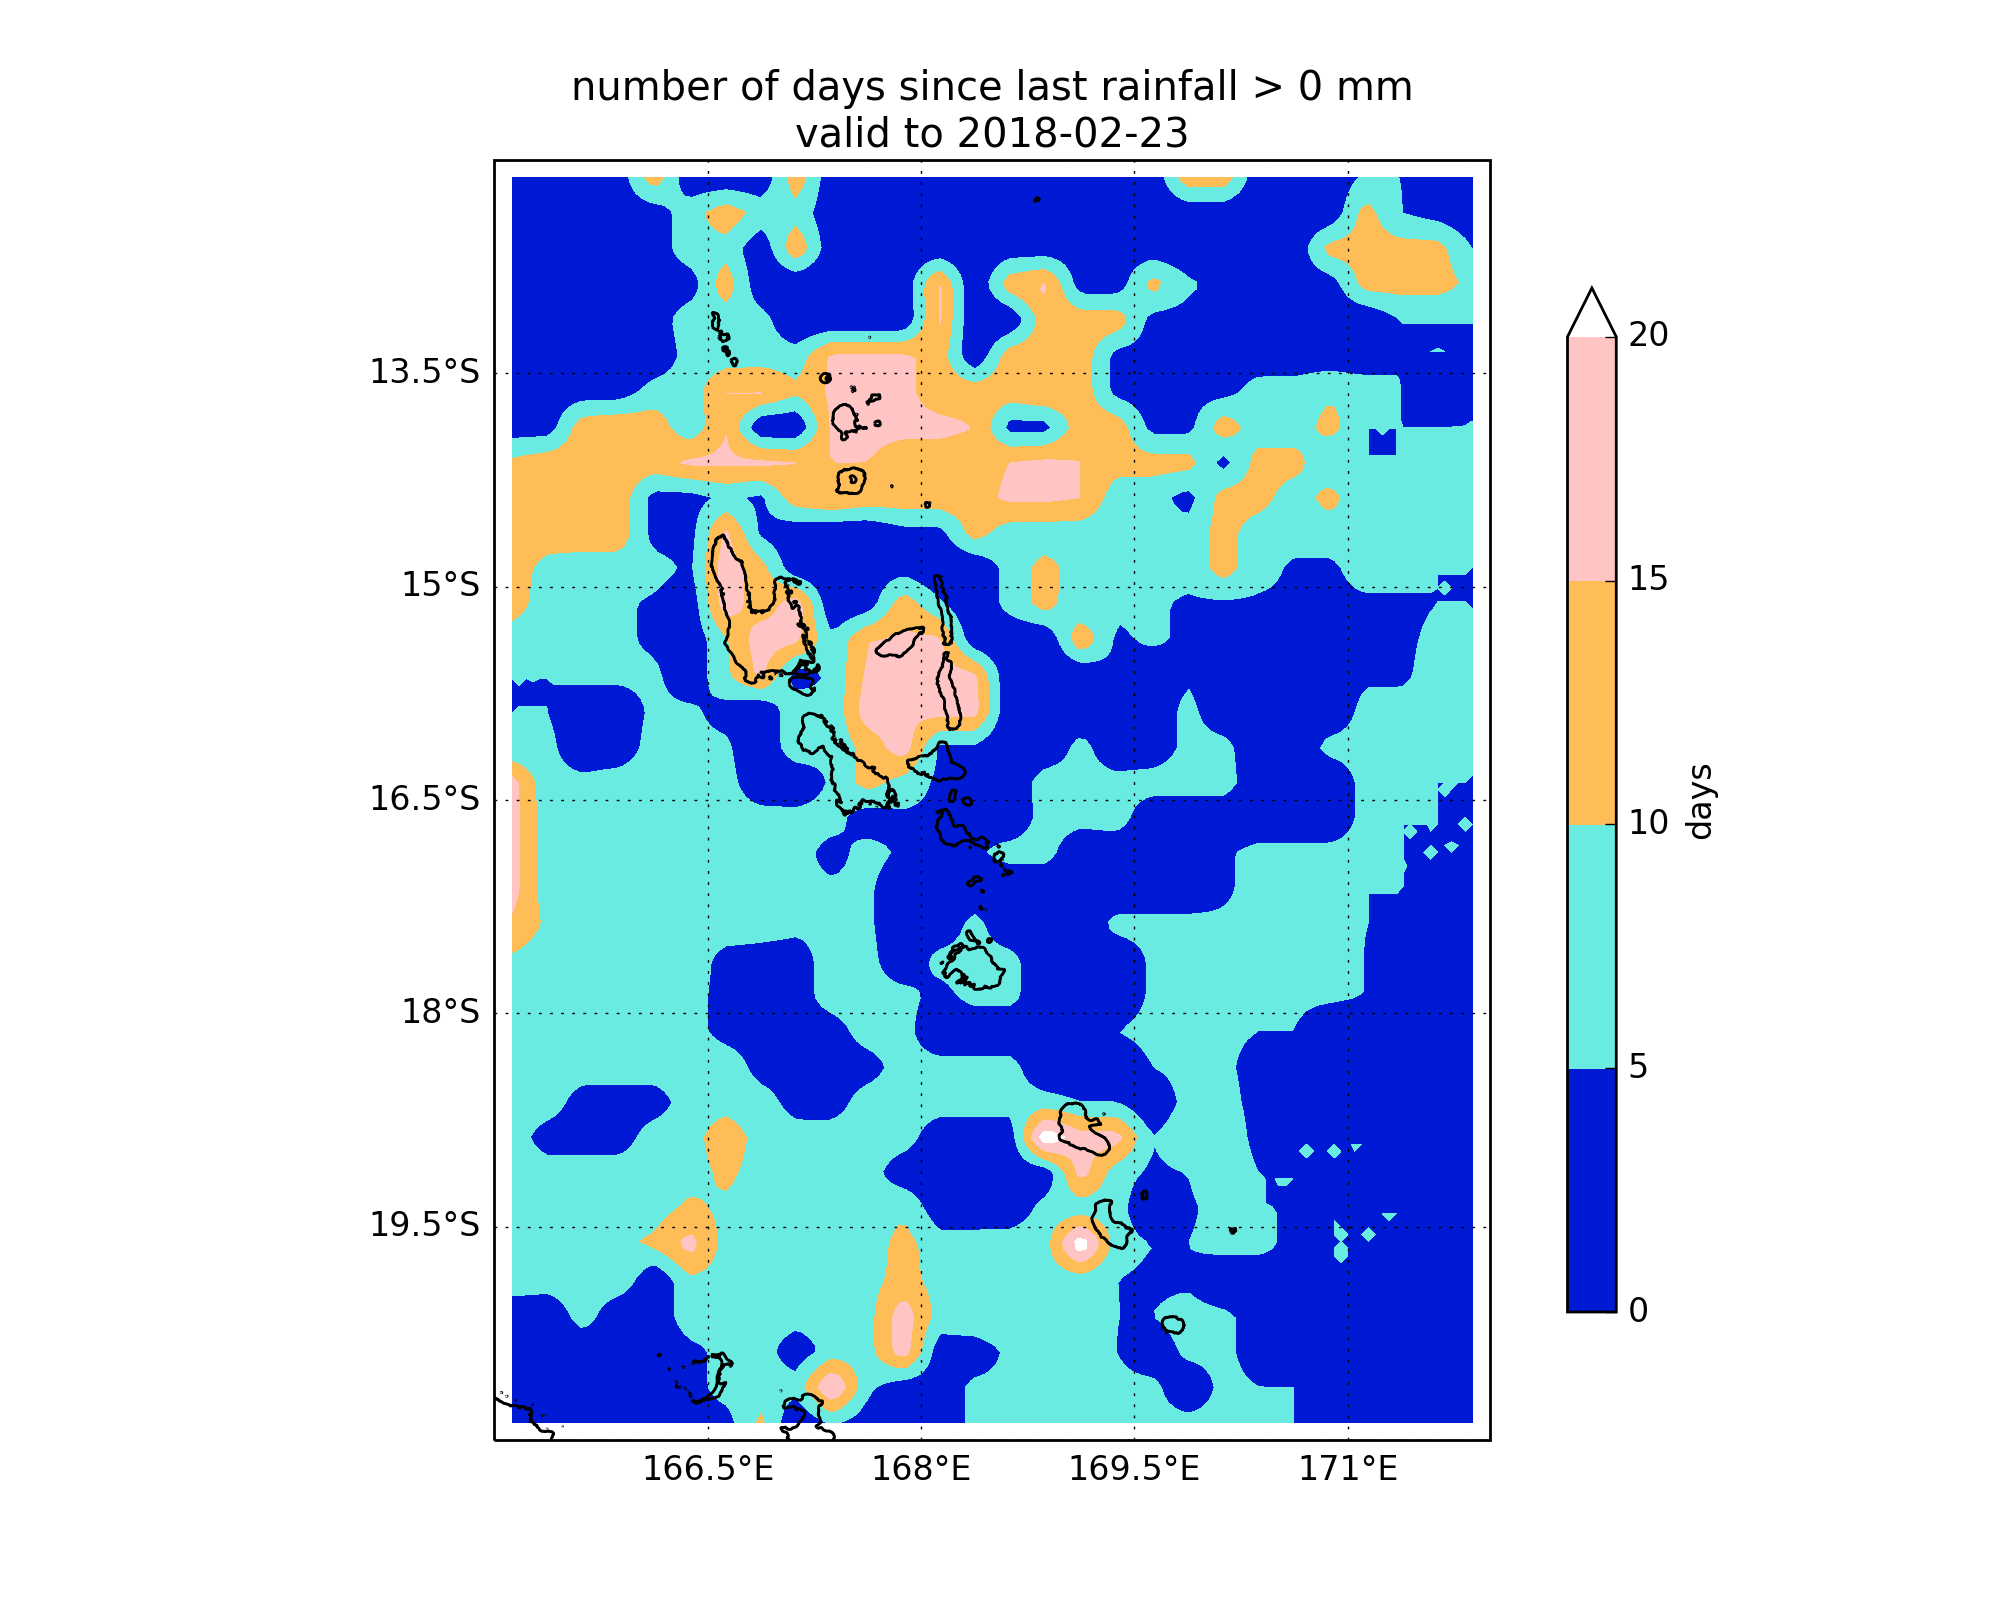 number of days since last rainfall > 0 mm
valid to 2018-02-23
13.5°S
15°S
16.5°S
18°S
19.5°S
166.5°E
168°E
169.5°E
171°E
20
15
10
5
0
days